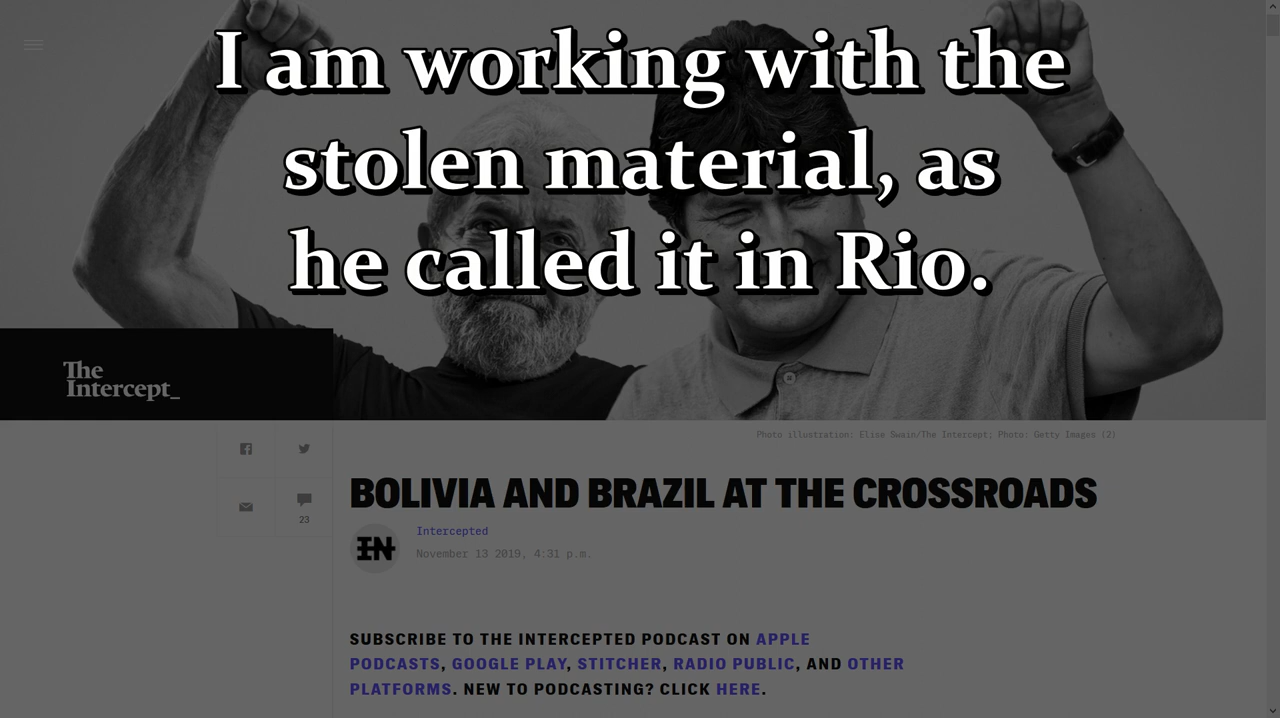 I am working with the
stolen material, as
he called it in Rio.
The
Intercept_
Photo illustration: Elise Swain/The Intercept; Photo: Getty Images (2)
23
BOLIVIA AND BRAZIL AT THE CROSSROADS
IN
Intercepted
November 13 2019, 4:31 p.m.
SUBSCRIBE TO THE INTERCEPTED PODCAST ON APPLE
PODCASTS, GOOGLE PLAY, STITCHER, RADIO PUBLIC, AND OTHER
PLATFORMS. NEW TO PODCASTING? CLICK HERE.